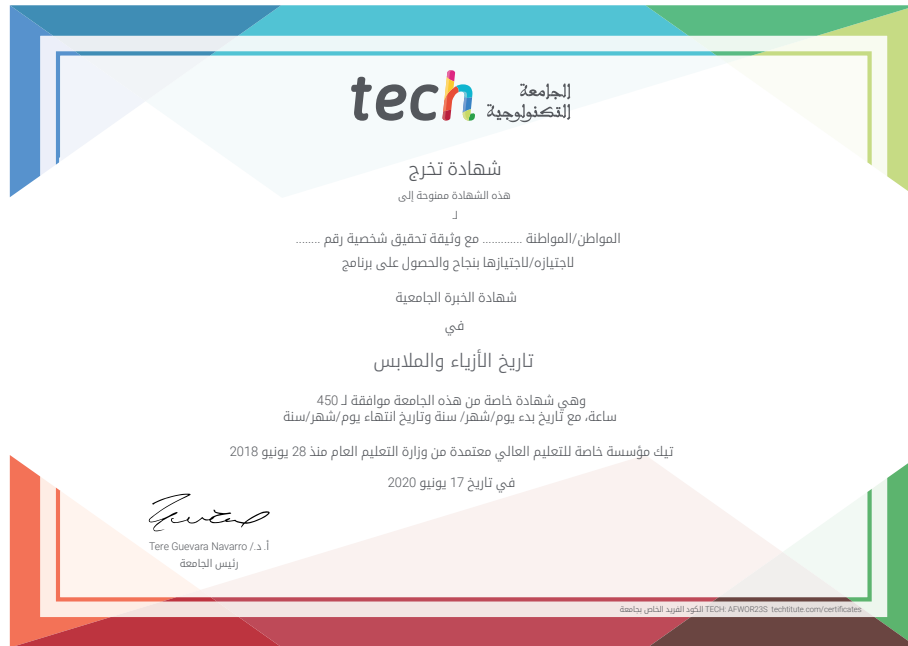 tech الجامعة
التكنولوجية
شهادة تخرج
هذه الشهادة ممنوحة إلى
لـ
المواطن/المواطنة ............ مع وثيقة تحقيق شخصية رقم ........
لاجتيازه/لاجتيازها بنجاح والحصول على برنامج
شهادة الخبرة الجامعية
في
تاريخ الأزياء والملابس
وهي شهادة خاصة من هذه الجامعة موافقة لـ 450
ساعة، مع تاريخ بدء يوم/شهر/ سنة وتاريخ انتهاء يوم/شهر/سنة
تيك مؤسسة خاصة للتعليم العالي معتمدة من وزارة التعليم العام منذ 28 يونيو 2018
في تاريخ 17 يونيو 2020
أ. د./ Tere Guevara Navarro
رئيس الجامعة
الكود الفريد الخاص بجامعة TECH: AFWOR23S techtitute.com/certificates